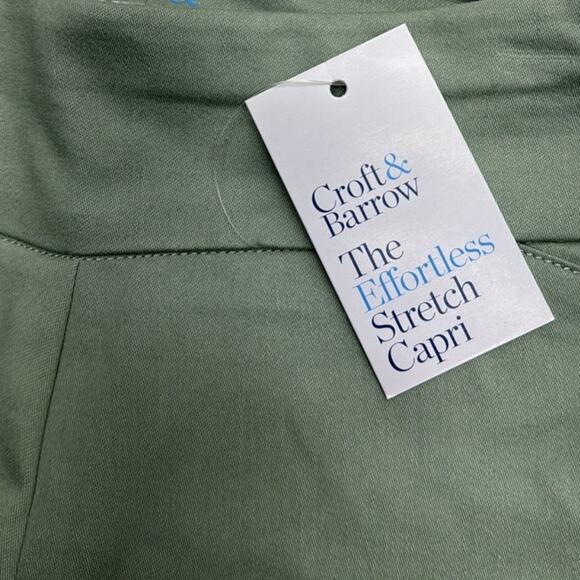 Croft&
Barrow
The
Effortless
Stretch
Capri